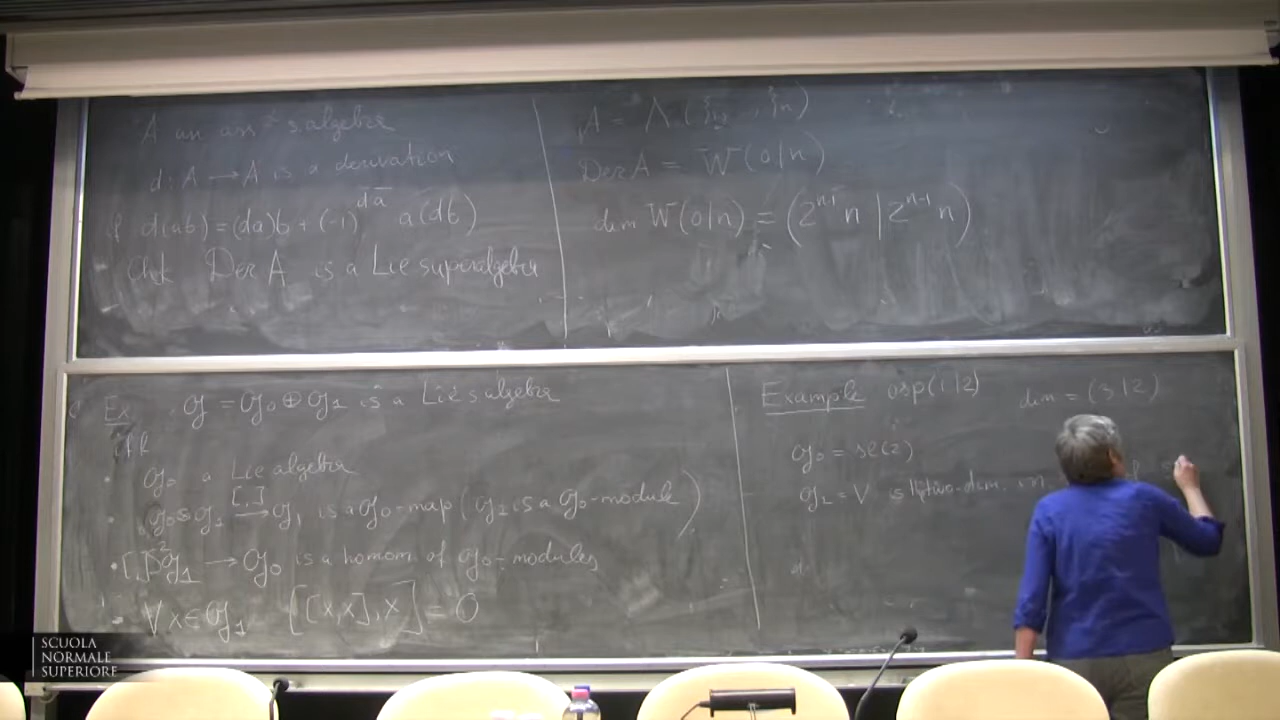 A an ass s.algebra
d: A → A is a derivation
if d(ab) = (da)b + (-1)^{d̄ā} a(db)
Der A is a Lie superalgebra
A = Λ(ξ1, , ξn)
Der A = W(0|n)
dim W(0|n) = (2^{n-1} n | 2^{n-1} n)
Ex. g = g0 ⊕ g1 is a Lie s.algebra
iff
• g0 a Lie algebra
• g0 ⊗ g1 →[,] g1 is a g0-map (g1 is a g0-module)
• [,] S²g1 → g0 is a homom of g0-modules
∀ x ∈ g1 [[x,x],x] = 0
Example osp(1|2) dim = (3|2)
g0 = sl(2)
g1 = V is two-dim.
SCUOLA
NORMALE
SUPERIORE